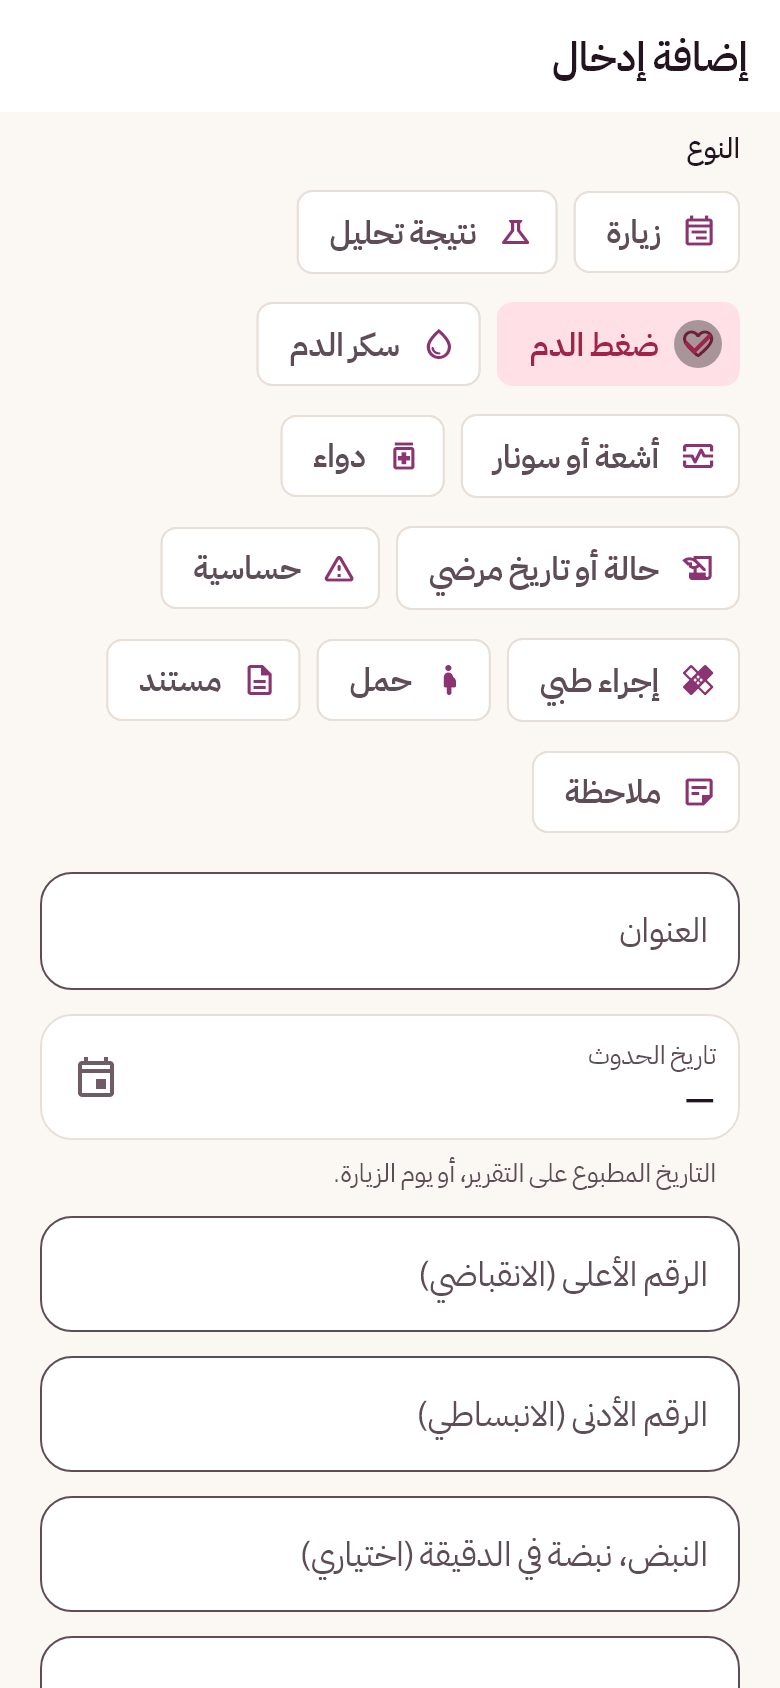 إضافة إدخال
النوع
زيارة
نتيجة تحليل
ضغط الدم
سكر الدم
أشعة أو سونار
دواء
حالة أو تاريخ مرضي
حساسية
إجراء طبي
حمل
مستند
ملاحظة
العنوان
تاريخ الحدوث
—
التاريخ المطبوع على التقرير، أو يوم الزيارة.
الرقم الأعلى (الانقباضي)
الرقم الأدنى (الانبساطي)
النبض، نبضة في الدقيقة (اختياري)